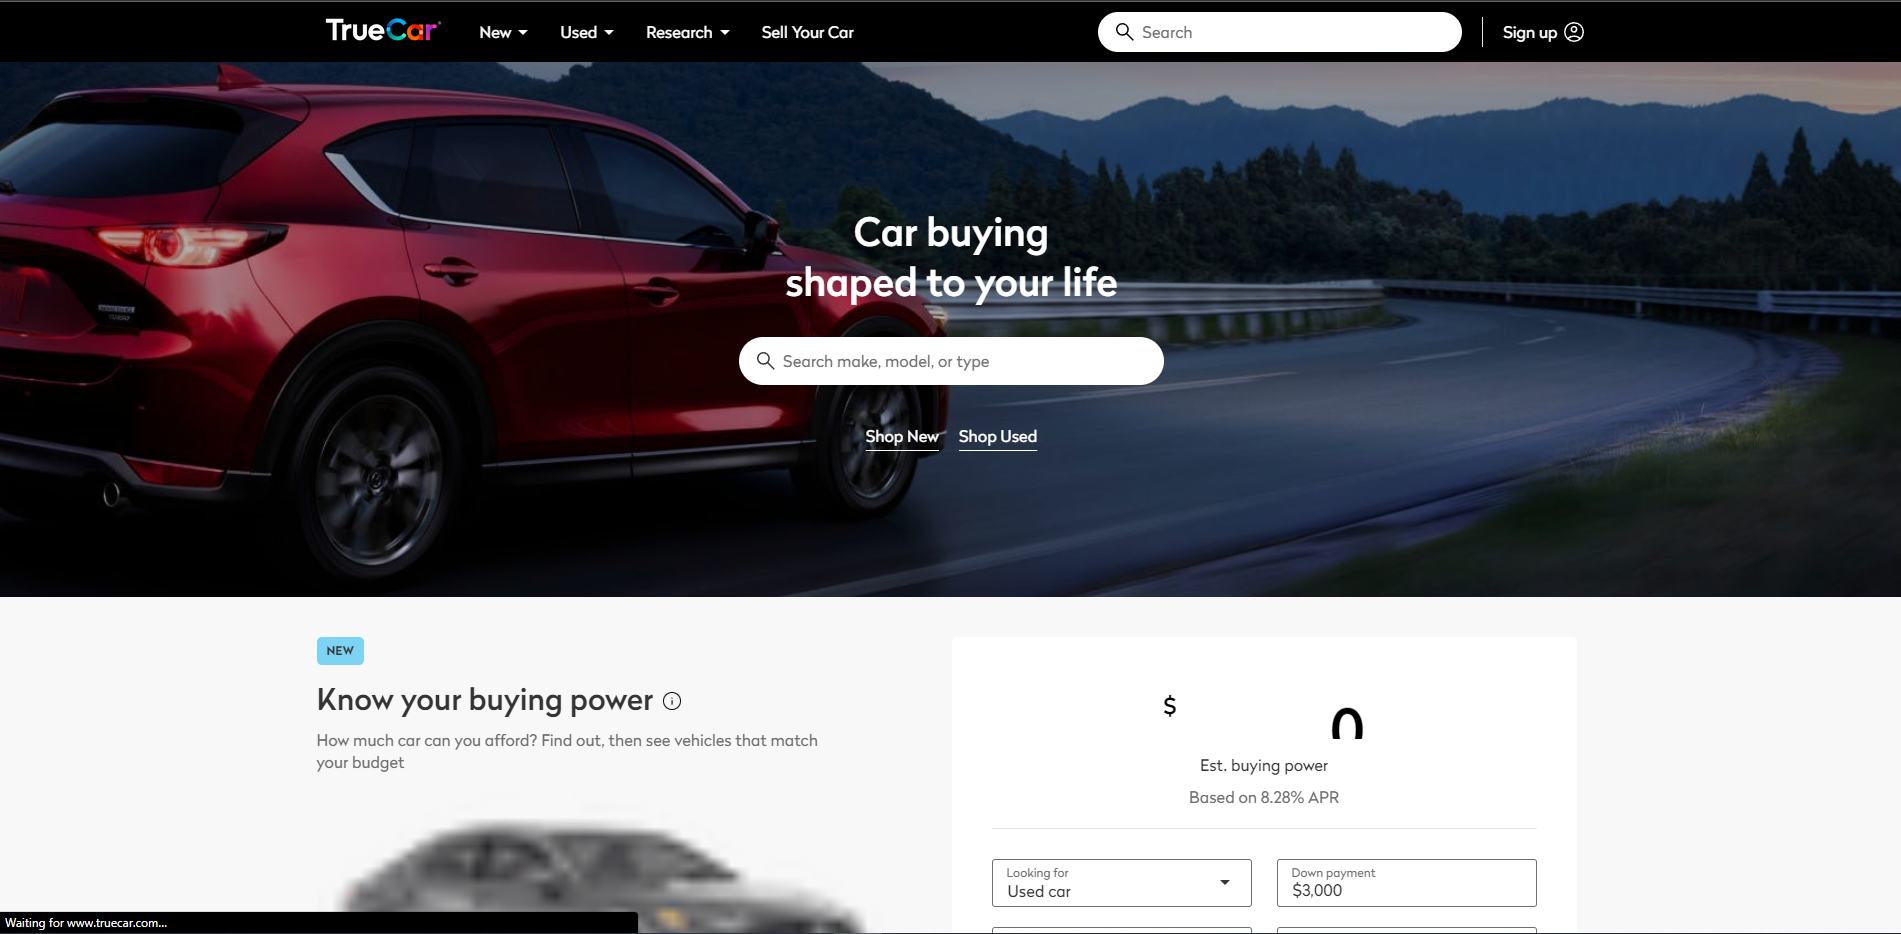 TrueCar
New
Used
Research
Sell Your Car
Search
Sign up
Car buying
shaped to your life
Search make, model, or type
Shop New
Shop Used
NEW
Know your buying power
How much car can you afford? Find out, then see vehicles that match
your budget
$ 0
Est. buying power
Based on 8.28% APR
Looking for
Used car
Down payment
$3,000
Waiting for www.truecar.com...